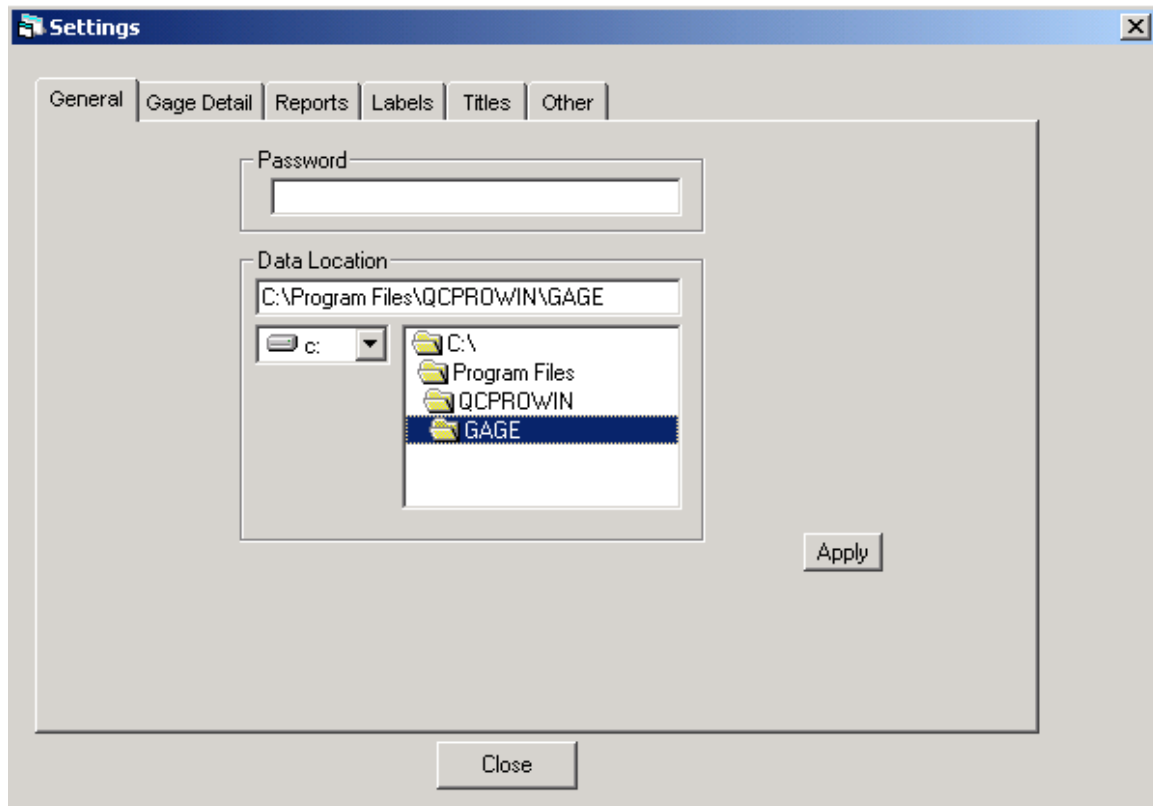 Settings
General Gage Detail Reports Labels Titles Other
Password
Data Location
C:\Program Files\QCPROWIN\GAGE
c:
C:\
Program Files
QCPROWIN
GAGE
Apply
Close